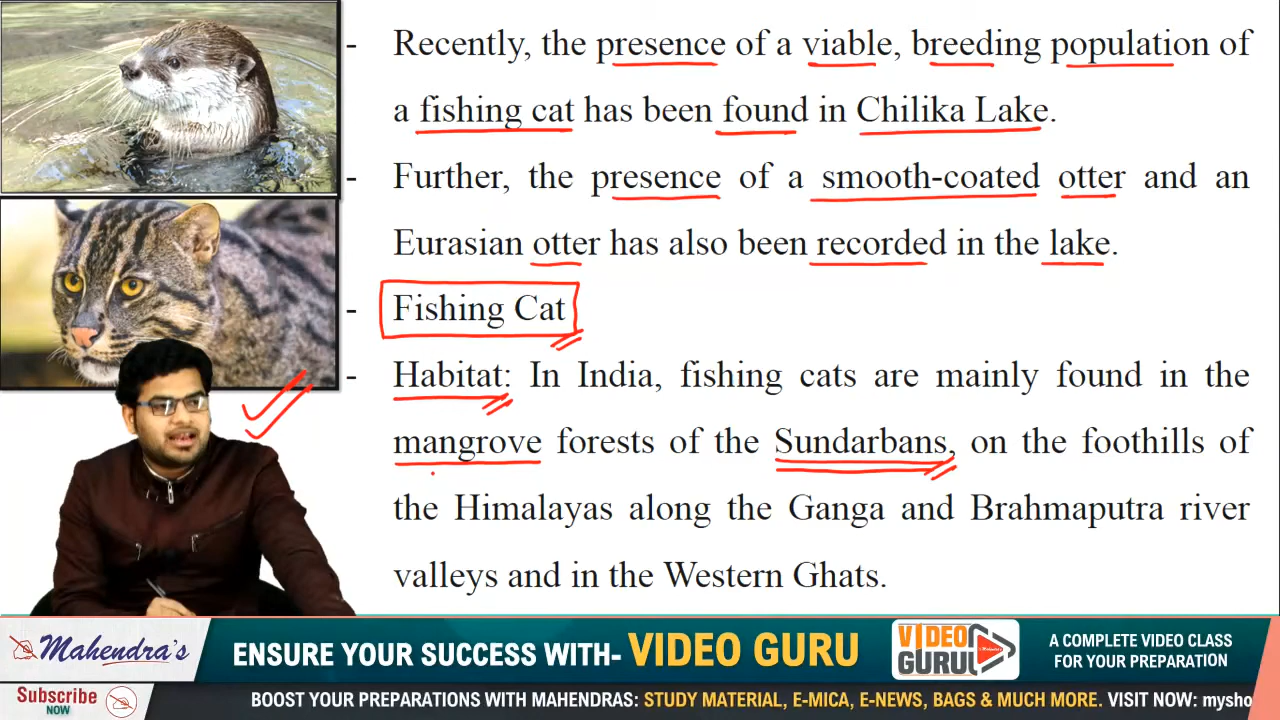 - Recently, the presence of a viable, breeding population of
a fishing cat has been found in Chilika Lake.
- Further, the presence of a smooth-coated otter and an
Eurasian otter has also been recorded in the lake.
- Fishing Cat
- Habitat: In India, fishing cats are mainly found in the
mangrove forests of the Sundarbans, on the foothills of
the Himalayas along the Ganga and Brahmaputra river
valleys and in the Western Ghats.
Mahendra's
ENSURE YOUR SUCCESS WITH- VIDEO GURU
VIDEO
GURU
A COMPLETE VIDEO CLASS
FOR YOUR PREPARATION
Subscribe
NOW
BOOST YOUR PREPARATIONS WITH MAHENDRAS: STUDY MATERIAL, E-MICA, E-NEWS, BAGS & MUCH MORE. VISIT NOW: mysho